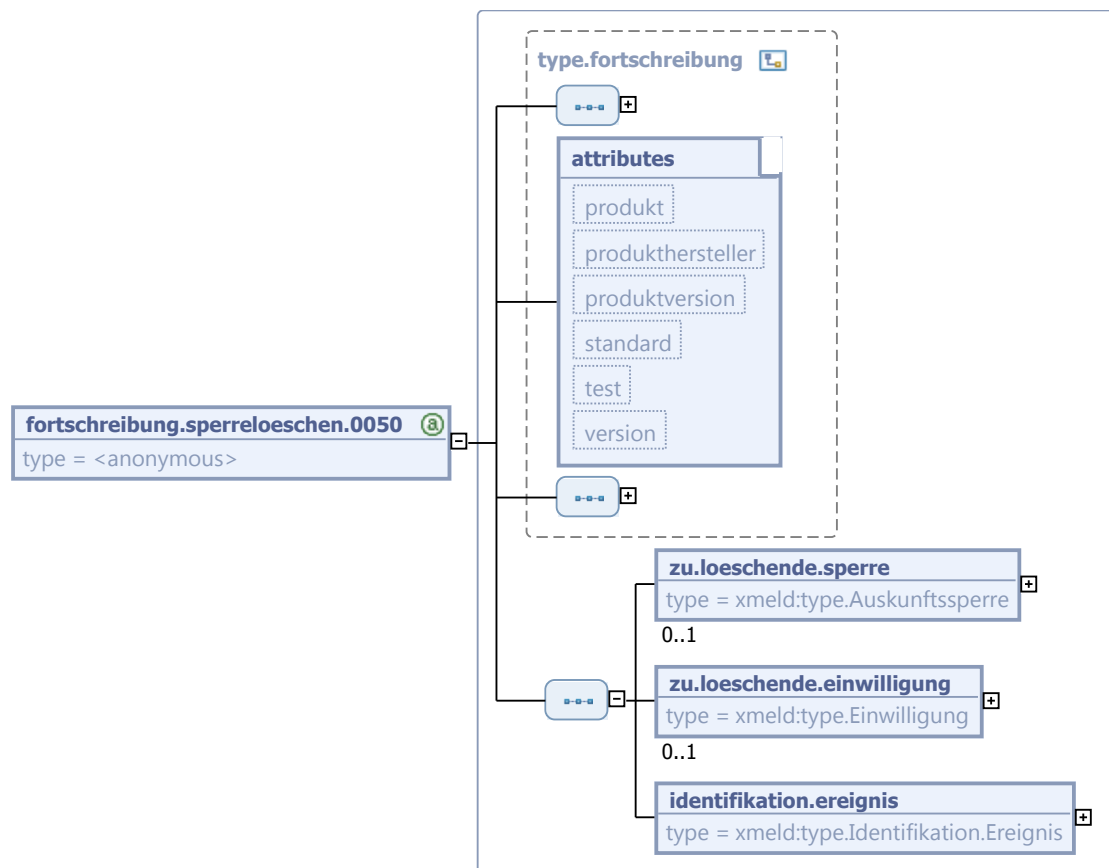 type.fortschreibung
attributes
produkt
produkthersteller
produktversion
standard
test
version
fortschreibung.sperreloeschen.0050
type = <anonymous>
zu.loeschende.sperre
type = xmeld:type.Auskunftssperre
0..1
zu.loeschende.einwilligung
type = xmeld:type.Einwilligung
0..1
identifikation.ereignis
type = xmeld:type.Identifikation.Ereignis